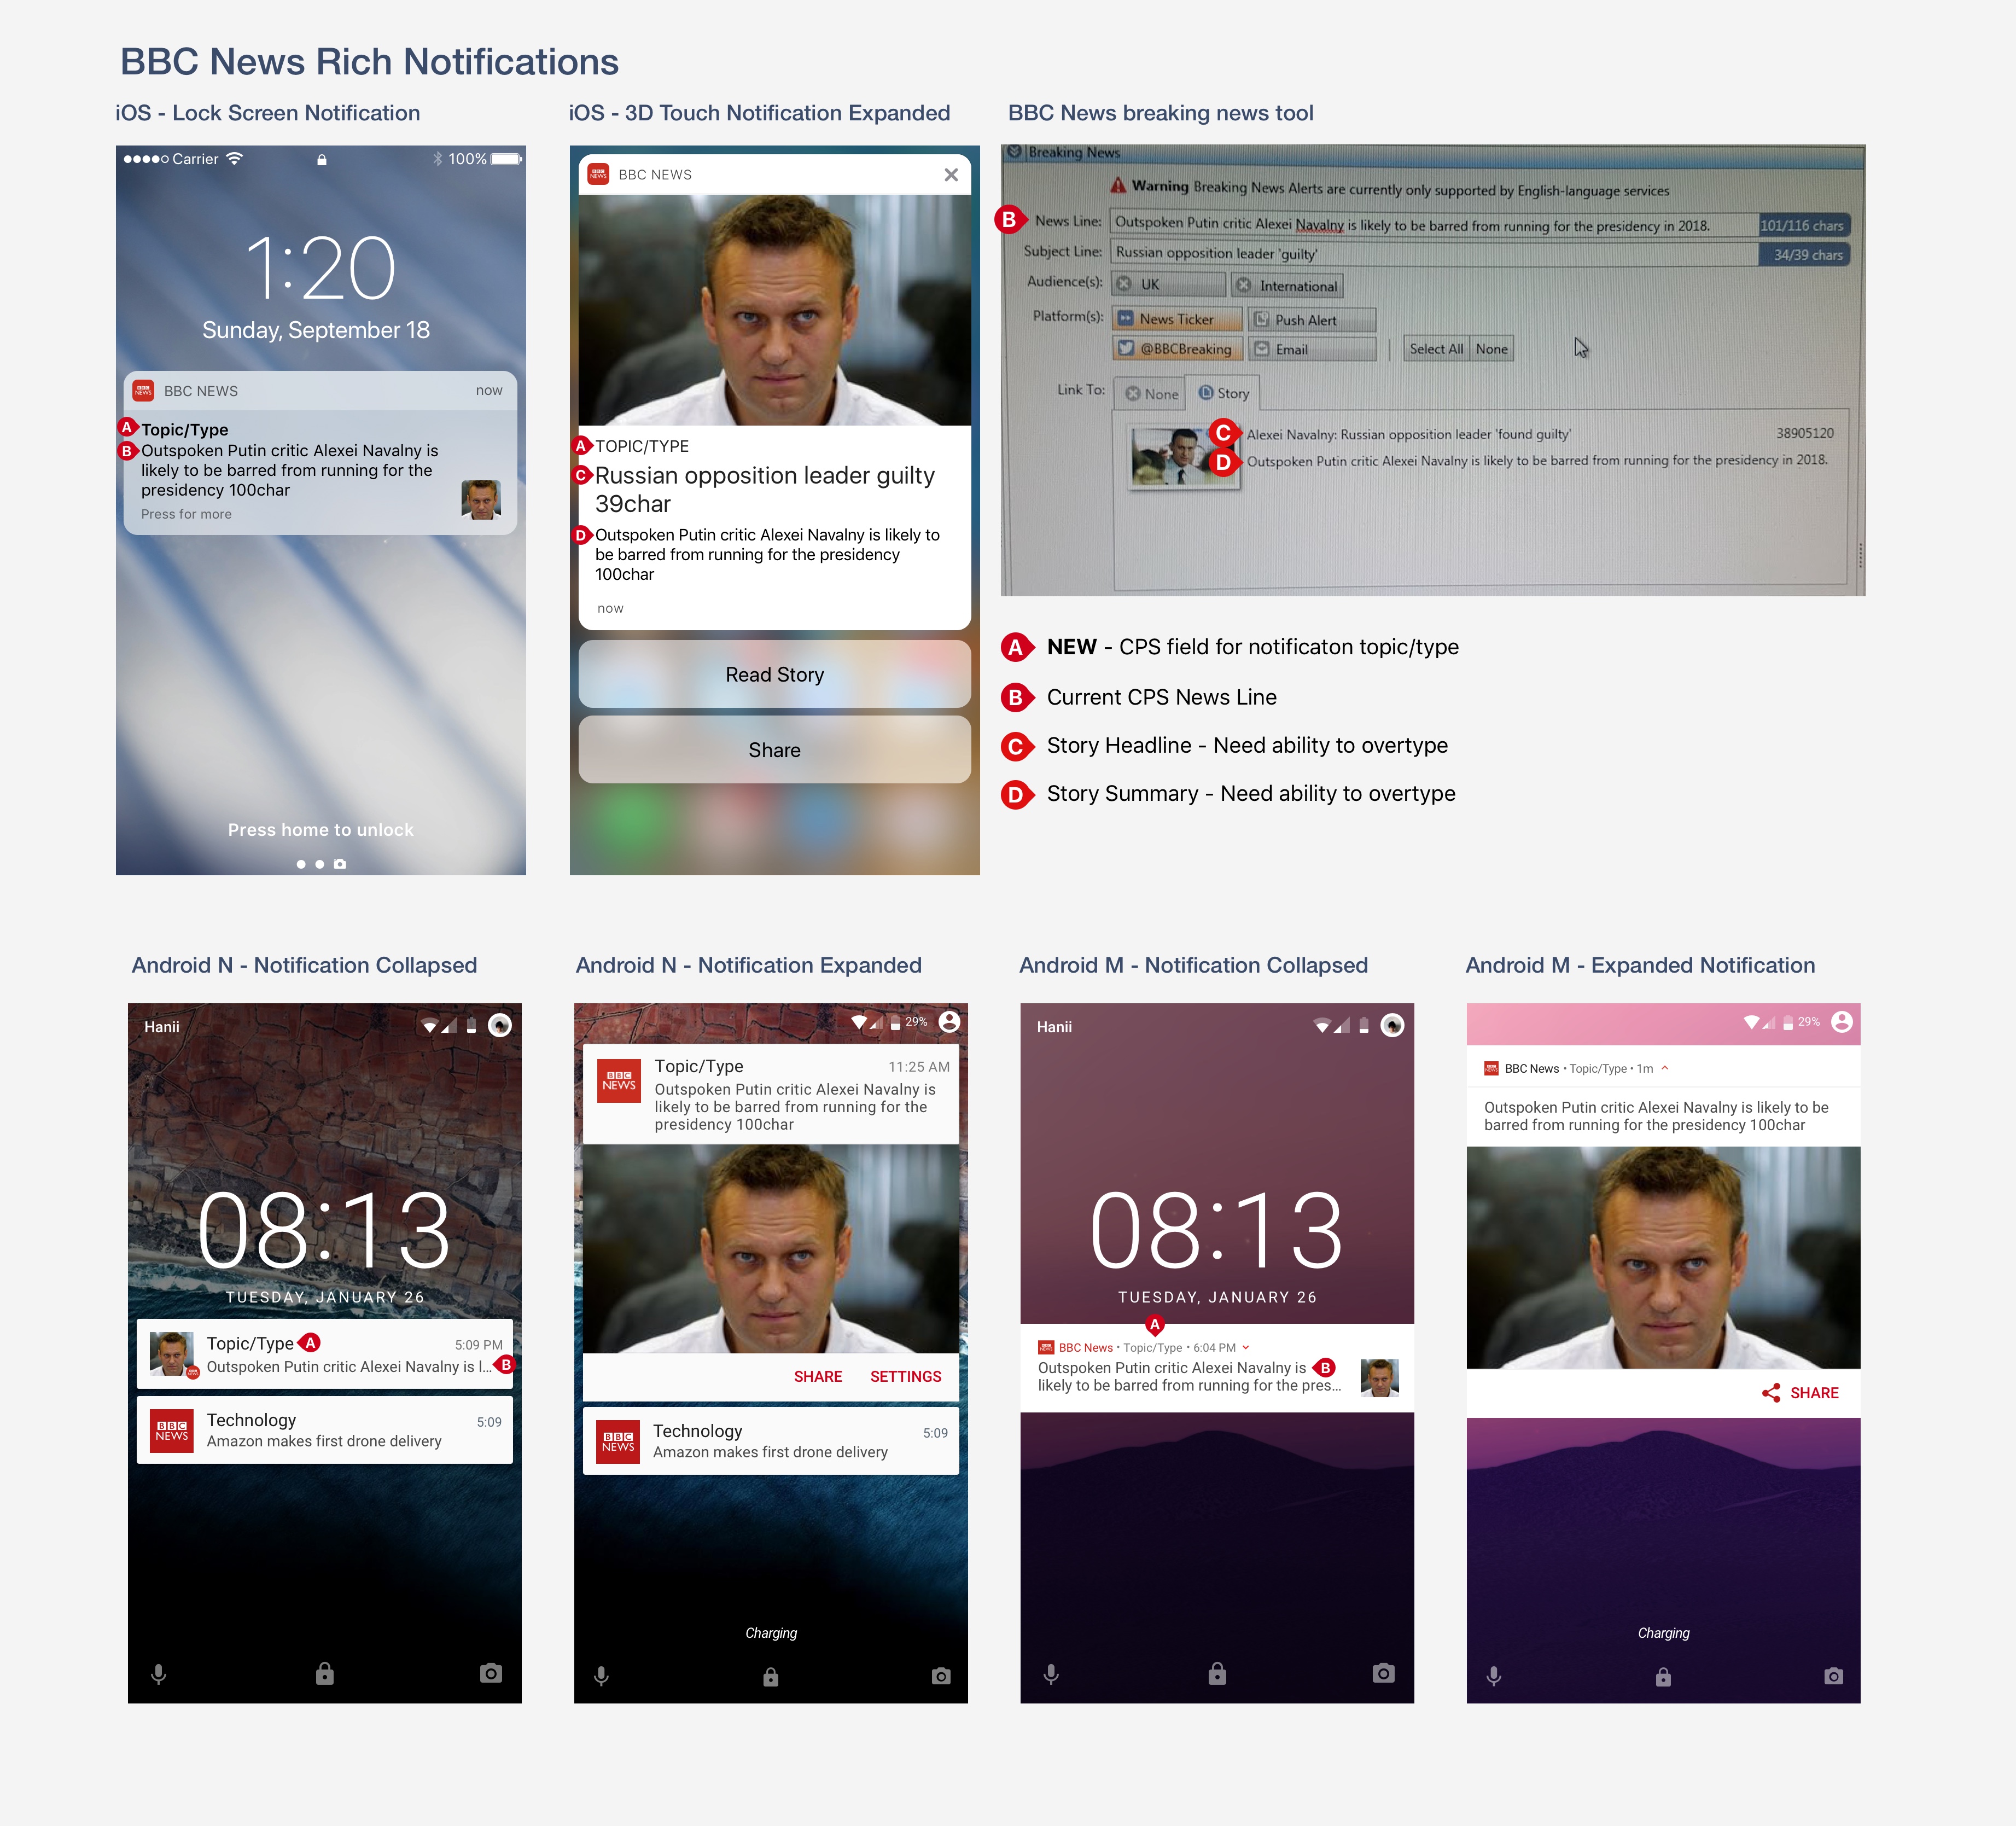 BBC News Rich Notifications
iOS - Lock Screen Notification
Carrier
100%
1:20
Sunday, September 18
BBC NEWS
BBC NEWS
now
A
Topic/Type
B
Outspoken Putin critic Alexei Navalny is
likely to be barred from running for the
presidency 100char
Press for more
Press home to unlock
iOS - 3D Touch Notification Expanded
BBC NEWS
BBC NEWS
A
TOPIC/TYPE
C
Russian opposition leader guilty
39char
D
Outspoken Putin critic Alexei Navalny is likely to
be barred from running for the presidency
100char
now
Read Story
Share
BBC News breaking news tool
Breaking News
Warning Breaking News Alerts are currently only supported by English-language services
B
News Line: Outspoken Putin critic Alexei Navalny is likely to be barred from running for the presidency in 2018. 101/116 chars
Subject Line: Russian opposition leader 'guilty' 34/39 chars
Audience(s): UK International
Platform(s): News Ticker Push Alert
@BBCBreaking Email Select All None
Link To: None Story
C
Alexei Navalny: Russian opposition leader 'found guilty' 38905120
D
Outspoken Putin critic Alexei Navalny is likely to be barred from running for the presidency in 2018.
A NEW - CPS field for notificaton topic/type
B Current CPS News Line
C Story Headline - Need ability to overtype
D Story Summary - Need ability to overtype
Android N - Notification Collapsed
Hanii
08:13
TUESDAY, JANUARY 26
Topic/Type A 5:09 PM
Outspoken Putin critic Alexei Navalny is l... B
BBC NEWS
Technology 5:09
Amazon makes first drone delivery
Android N - Notification Expanded
29%
BBC NEWS
Topic/Type 11:25 AM
Outspoken Putin critic Alexei Navalny is
likely to be barred from running for the
presidency 100char
SHARE SETTINGS
BBC NEWS
Technology 5:09
Amazon makes first drone delivery
Charging
Android M - Notification Collapsed
Hanii
08:13
TUESDAY, JANUARY 26
A
BBC News • Topic/Type • 6:04 PM
Outspoken Putin critic Alexei Navalny is B
likely to be barred from running for the pres...
Android M - Expanded Notification
29%
BBC News • Topic/Type • 1m
Outspoken Putin critic Alexei Navalny is likely to be
barred from running for the presidency 100char
SHARE
Charging